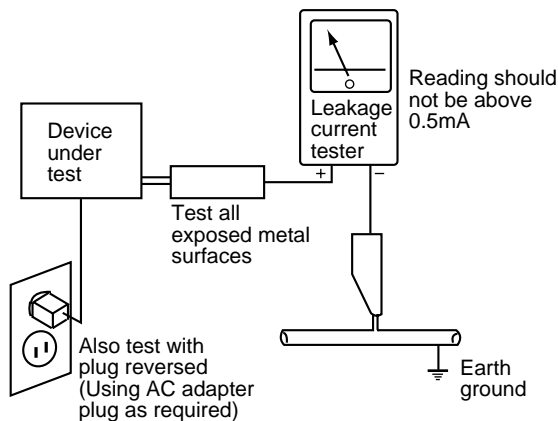 Device
under
test
Leakage
current
tester
Reading should
not be above
0.5mA
+
–
Test all
exposed metal
surfaces
Also test with
plug reversed
(Using AC adapter
plug as required)
Earth
ground